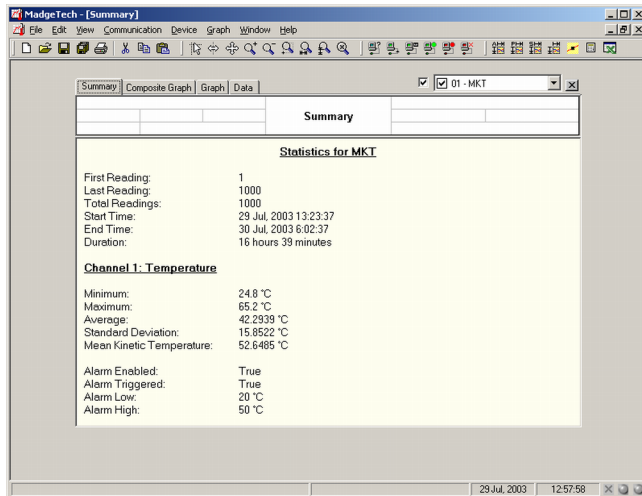 MadgeTech - [Summary]
File Edit View Communication Device Graph Window Help
Summary Composite Graph Graph Data 01 - MKT
Summary
Statistics for MKT
First Reading: 1
Last Reading: 1000
Total Readings: 1000
Start Time: 29 Jul, 2003 13:23:37
End Time: 30 Jul, 2003 6:02:37
Duration: 16 hours 39 minutes
Channel 1: Temperature
Minimum: 24.8 °C
Maximum: 65.2 °C
Average: 42.2939 °C
Standard Deviation: 15.8522 °C
Mean Kinetic Temperature: 52.6485 °C
Alarm Enabled: True
Alarm Triggered: True
Alarm Low: 20 °C
Alarm High: 50 °C
29 Jul, 2003 12:57:58